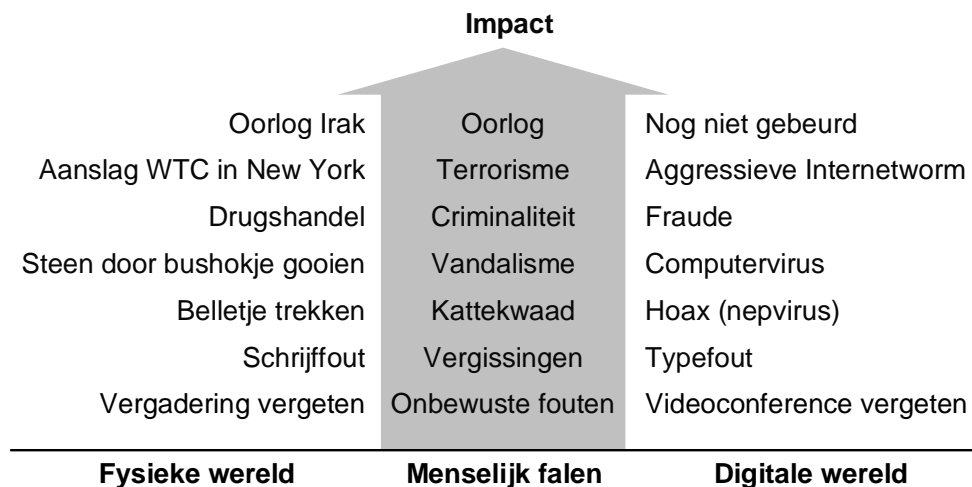 Impact
Oorlog Irak Oorlog Nog niet gebeurd
Aanslag WTC in New York Terrorisme Aggressieve Internetworm
Drugshandel Criminaliteit Fraude
Steen door bushokje gooien Vandalisme Computervirus
Belletje trekken Kattekwaad Hoax (nepvirus)
Schrijffout Vergissingen Typefout
Vergadering vergeten Onbewuste fouten Videoconference vergeten
Fysieke wereld Menselijk falen Digitale wereld